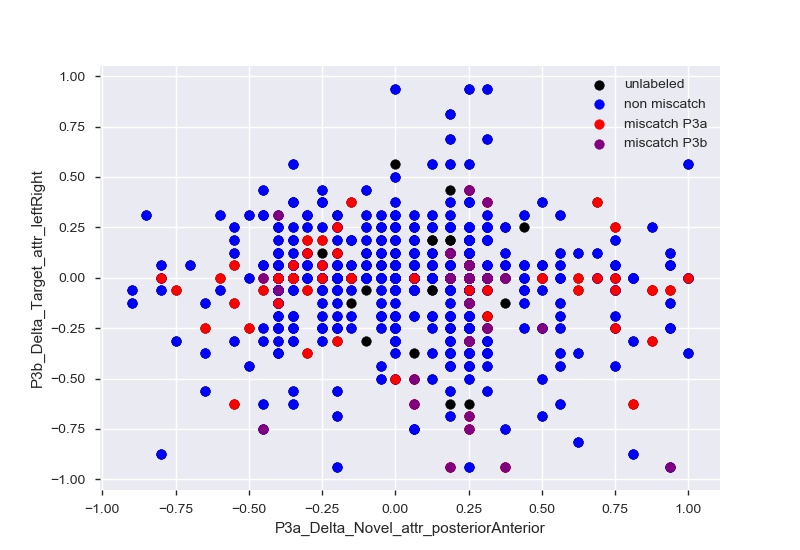 1.00
unlabeled
non miscatch
miscatch P3a
miscatch P3b
0.75
0.50
0.25
0.00
−0.25
−0.50
−0.75
−1.00
P3b_Delta_Target_attr_leftRight
−1.00 −0.75 −0.50 −0.25 0.00 0.25 0.50 0.75 1.00
P3a_Delta_Novel_attr_posteriorAnterior